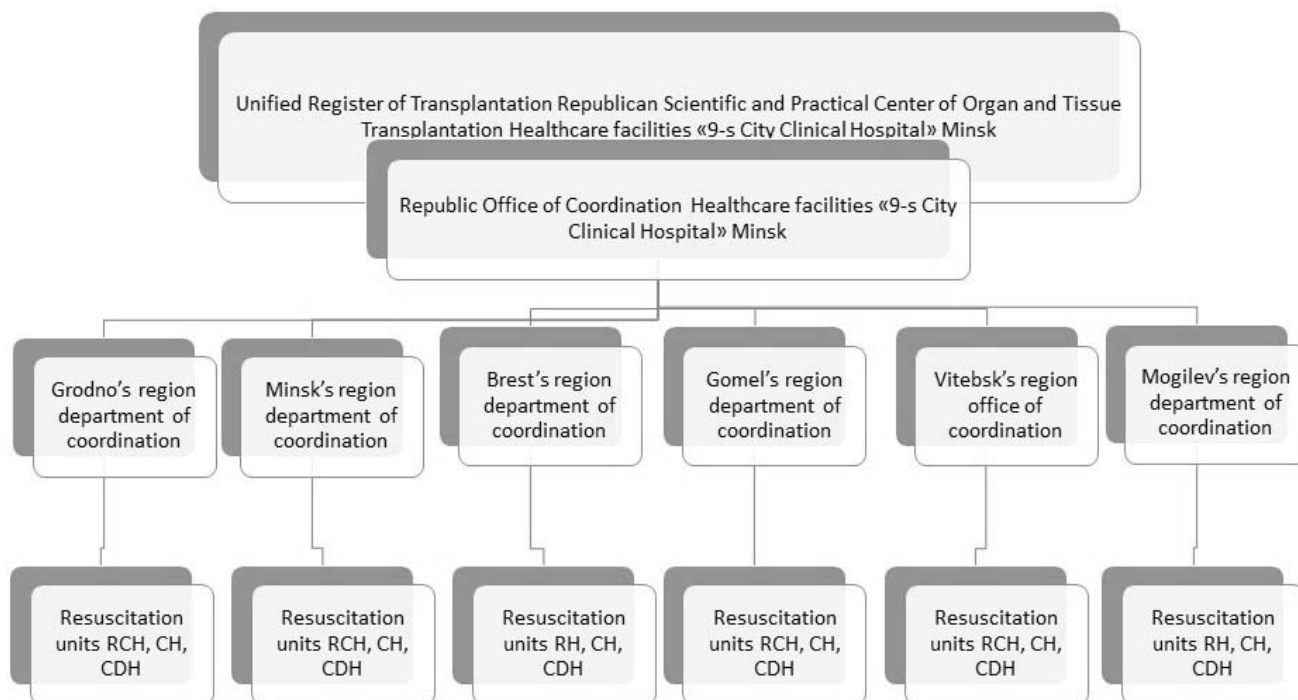 Unified Register of Transplantation Republican Scientific and Practical Center of Organ and Tissue
Transplantation Healthcare facilities «9-s City Clinical Hospital» Minsk
Republic Office of Coordination Healthcare facilities «9-s City
Clinical Hospital» Minsk
Grodno’s region
department of
coordination
Minsk’s region
department of
coordination
Brest’s region
department of
coordination
Gomel’s region
department of
coordination
Vitebsk’s region
office of
coordination
Mogilev’s region
department of
coordination
Resuscitation
units RCH, CH,
CDH
Resuscitation
units RCH, CH,
CDH
Resuscitation
units RH, CH,
CDH
Resuscitation
units RCH, CH,
CDH
Resuscitation
units RCH, CH,
CDH
Resuscitation
units RH, CH,
CDH